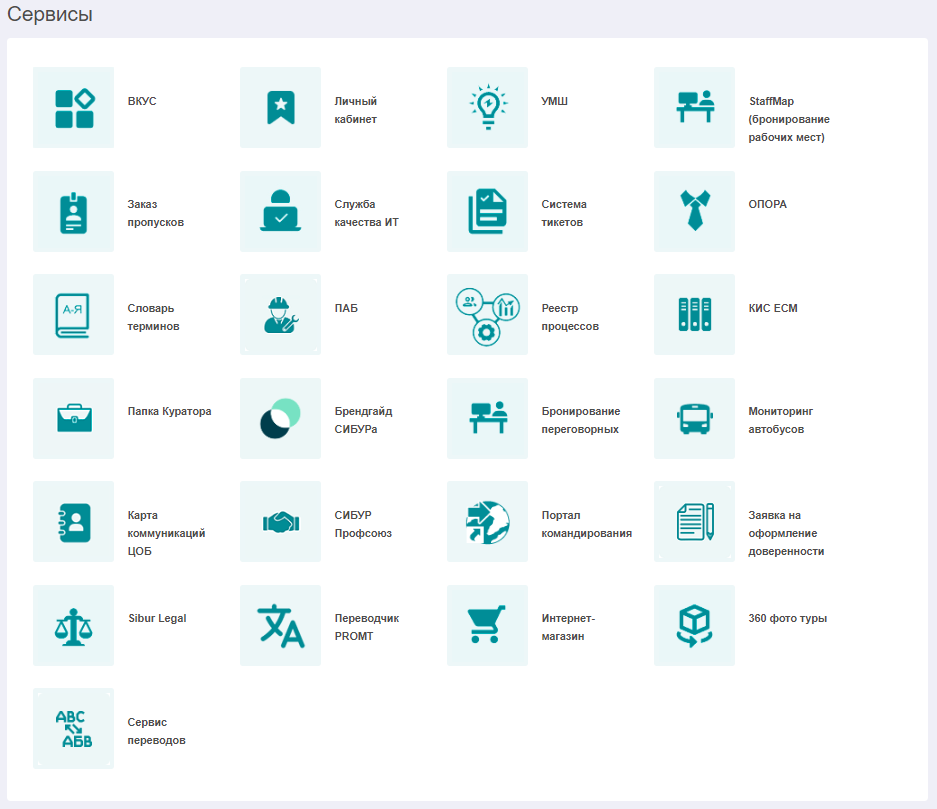 Сервисы
ВКУС
Личный
кабинет
УМШ
StaffMap
(бронирование
рабочих мест)
Заказ
пропусков
Служба
качества ИТ
Система
тикетов
ОПОРА
А-Я
Словарь
терминов
ПАБ
Реестр
процессов
КИС ЕСМ
Папка Куратора
Брендгайд
СИБУРа
Бронирование
переговорных
Мониторинг
автобусов
Карта
коммуникаций
ЦОБ
СИБУР
Профсоюз
Портал
командирования
Заявка на
оформление
доверенности
Sibur Legal
Переводчик
PROMT
Интернет-
магазин
360 фото туры
ABC
АБВ
Сервис
переводов